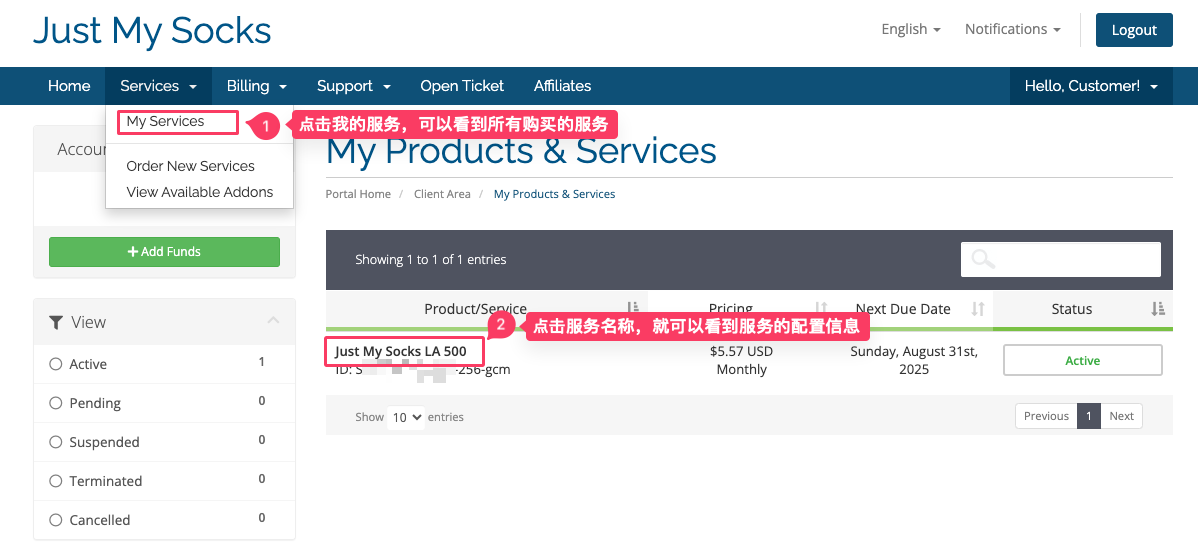 Just My Socks
English
Notifications
Logout
Home
Services
Billing
Support
Open Ticket
Affiliates
Hello, Customer!
My Services
1
点击我的服务，可以看到所有购买的服务
Order New Services
View Available Addons
Accou
Add Funds
My Products & Services
Portal Home / Client Area / My Products & Services
Showing 1 to 1 of 1 entries
Product/Service
Pricing
Next Due Date
Status
2
点击服务名称，就可以看到服务的配置信息
Just My Socks LA 500
ID: S
-256-gcm
$5.57 USD
Monthly
Sunday, August 31st,
2025
Active
Show 10 entries
Previous 1 Next
View
Active 1
Pending 0
Suspended 0
Terminated 0
Cancelled 0